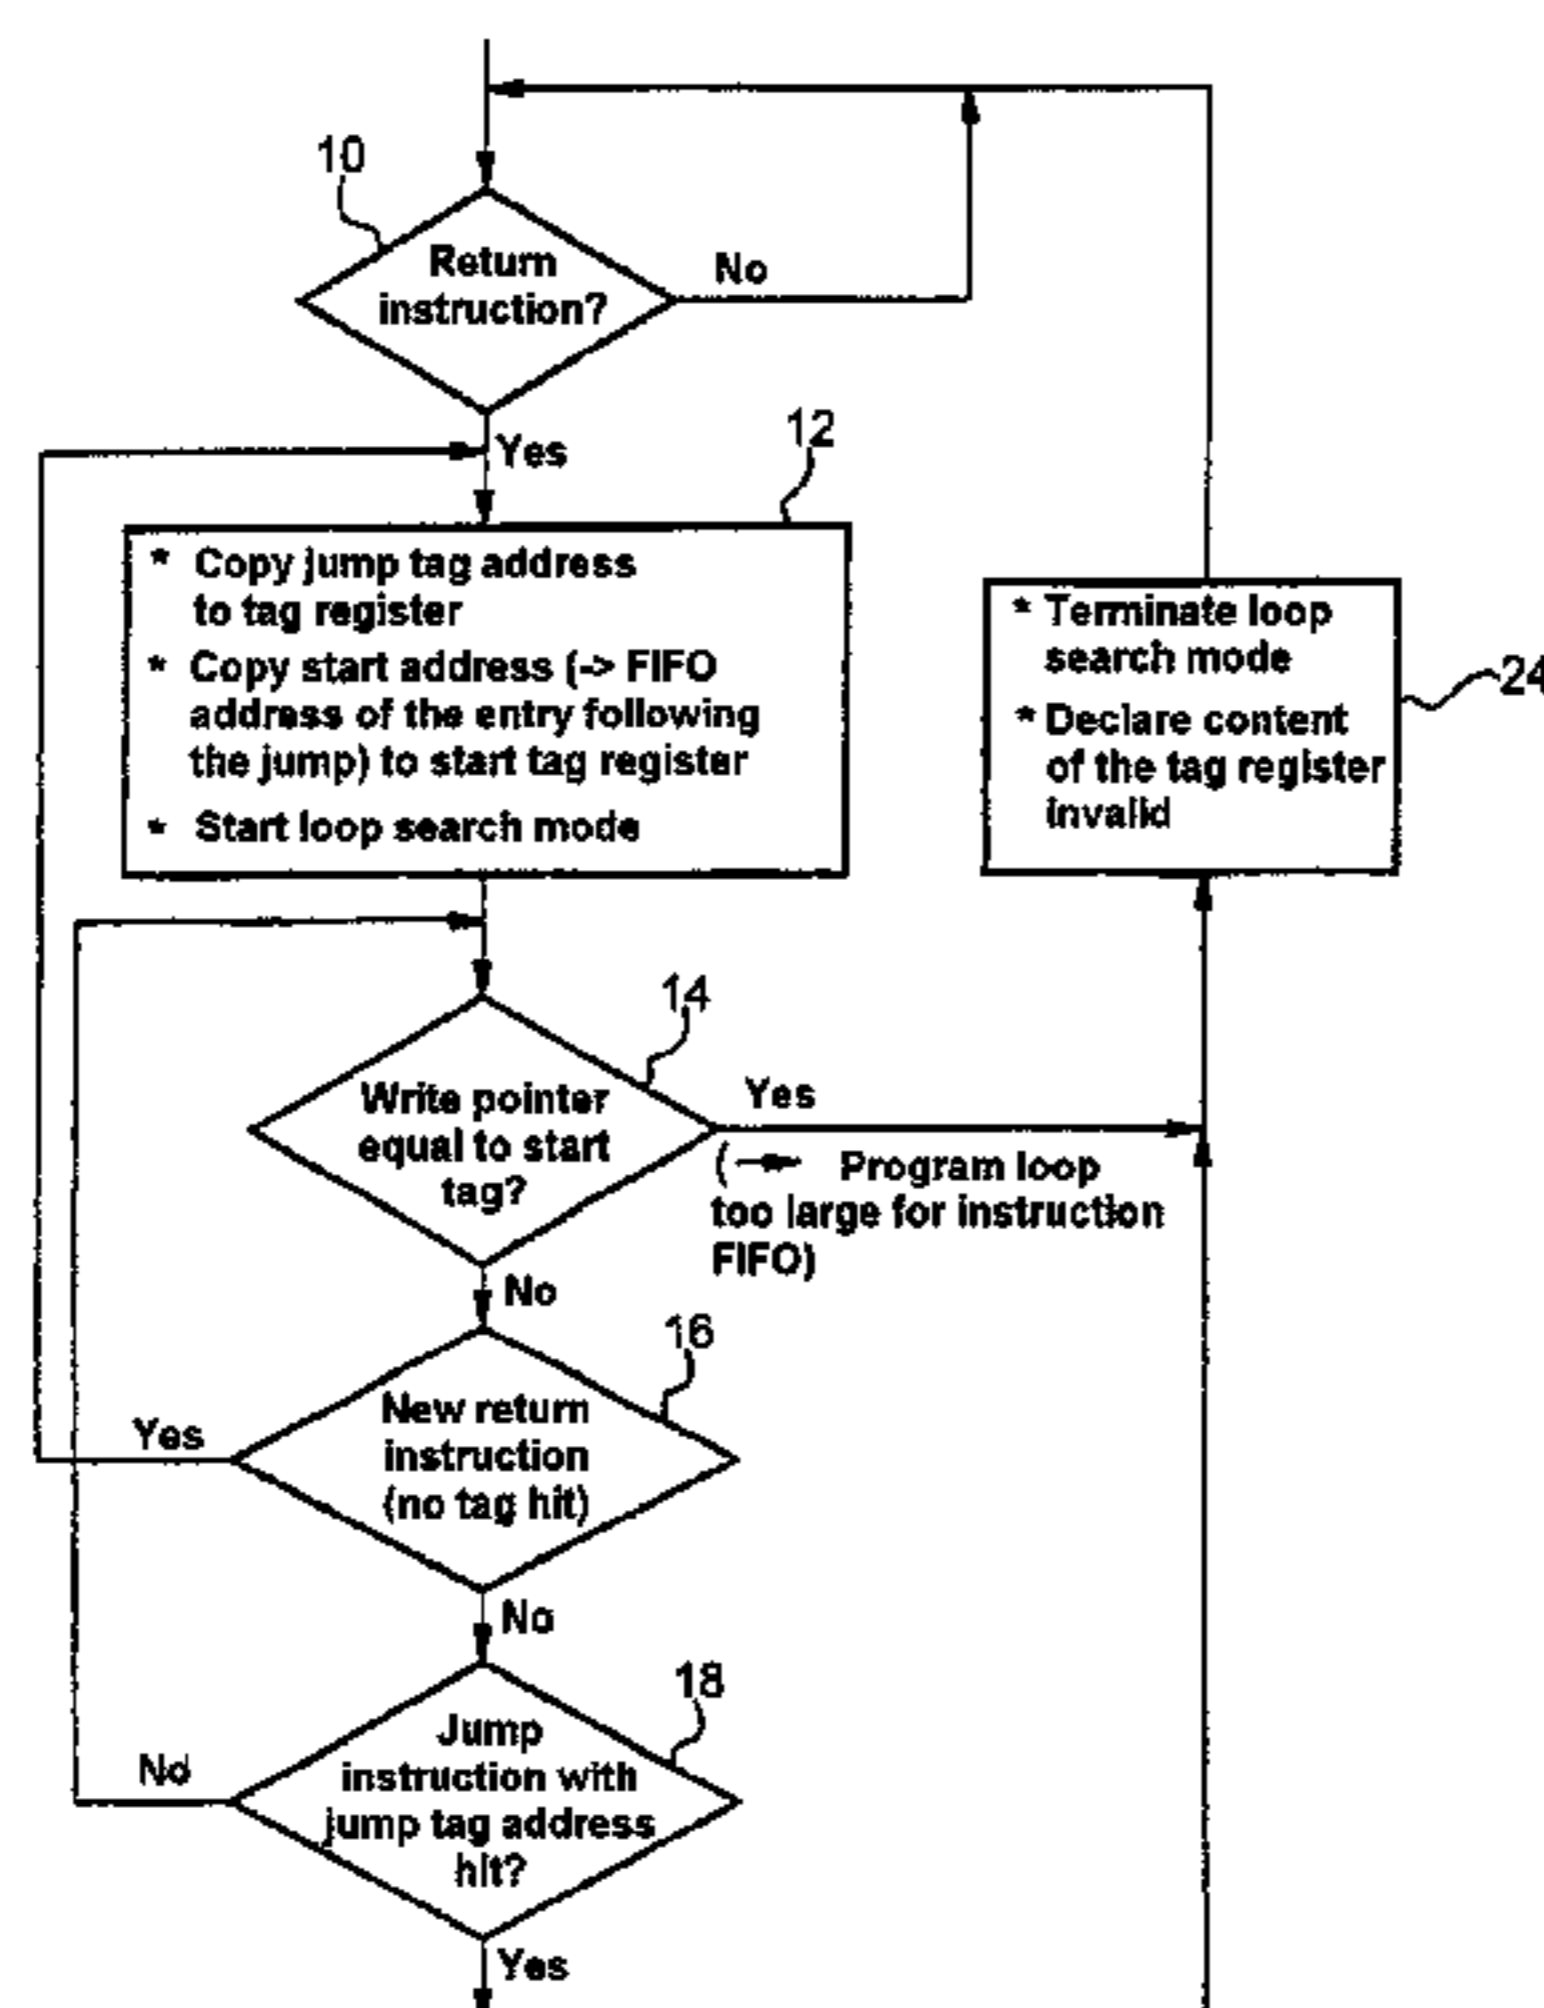 10
Return
instruction?
No
Yes
12
* Copy jump tag address
to tag register
* Copy start address (-> FIFO
address of the entry following
the jump) to start tag register
* Start loop search mode
* Terminate loop
search mode
* Declare content
of the tag register
invalid
24
14
Write pointer
equal to start
tag?
Yes
( → Program loop
too large for instruction
FIFO)
No
16
New return
instruction
(no tag hit)
Yes
No
18
Jump
instruction with
jump tag address
hit?
No
Yes